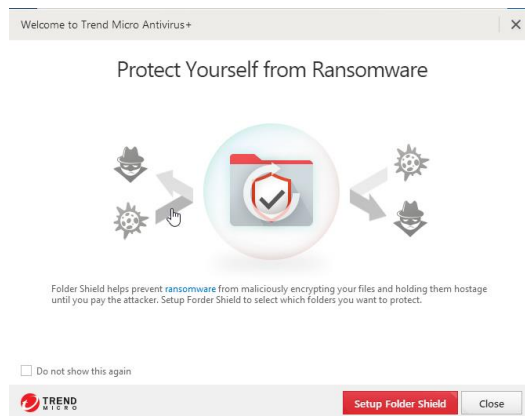 Welcome to Trend Micro Antivirus+
Protect Yourself from Ransomware
Folder Shield helps prevent ransomware from maliciously encrypting your files and holding them hostage
until you pay the attacker. Setup Forder Shield to select which folders you want to protect.
Do not show this again
TREND
MICRO
Setup Folder Shield
Close